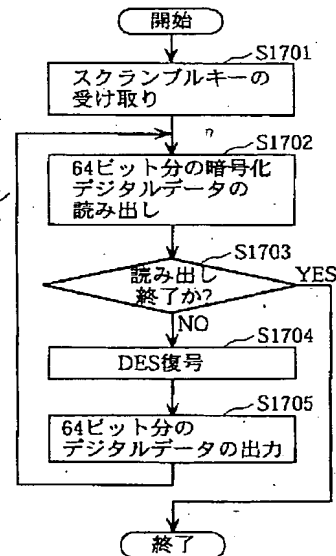 開始
S1701
スクランブルキーの
受け取り
S1702
64ビット分の暗号化
デジタルデータの
読み出し
S1703
読み出し
終了か?
YES
NO
S1704
DES復号
S1705
64ビット分の
デジタルデータの出力
終了